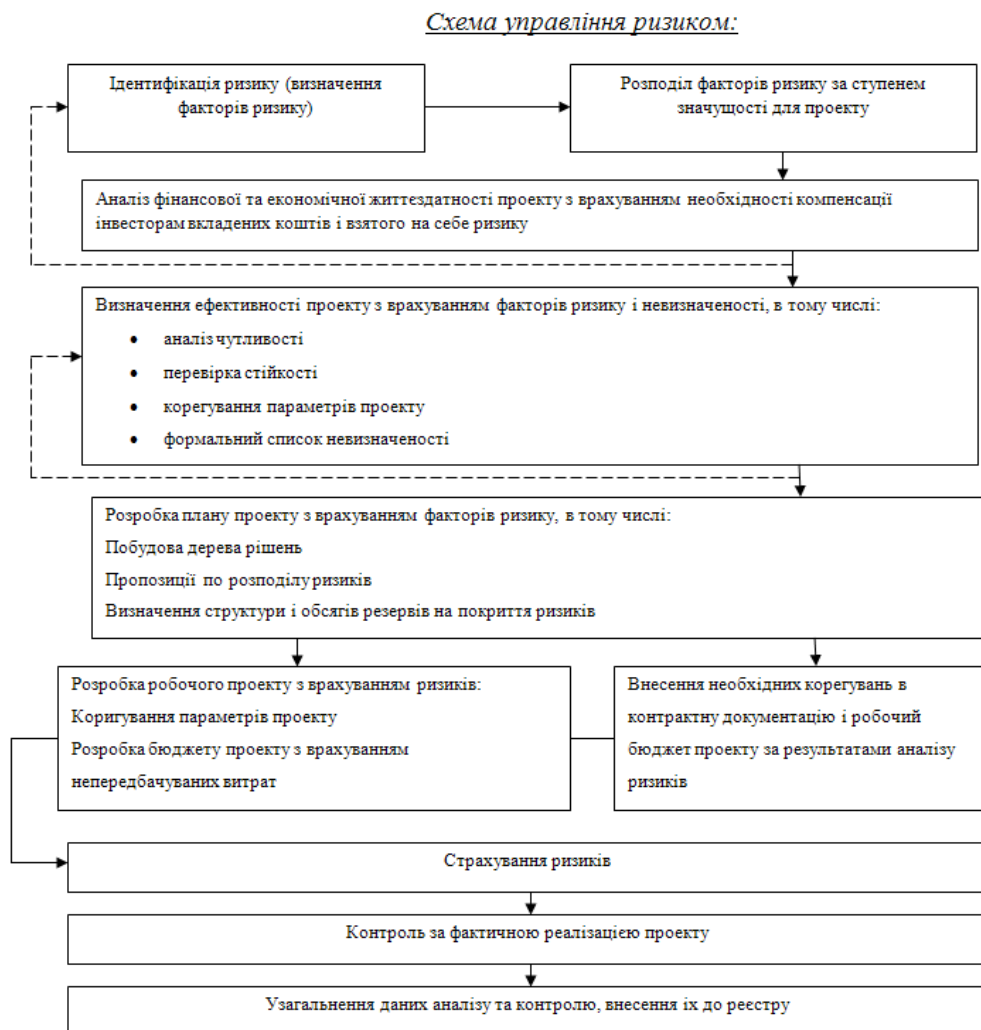 Схема управління ризиком:
Ідентифікація ризику (визначення
факторів ризику)
Розподіл факторів ризику за ступенем
значущості для проекту
Аналіз фінансової та економічної життєздатності проекту з врахуванням необхідності компенсації
інвесторам вкладених коштів і взятого на себе ризику
Визначення ефективності проекту з врахуванням факторів ризику і невизначеності, в тому числі:
• аналіз чутливості
• перевірка стійкості
• корегування параметрів проекту
• формальний список невизначеності
Розробка плану проекту з врахуванням факторів ризику, в тому числі:
Побудова дерева рішень
Пропозиції по розподілу ризиків
Визначення структури і обсягів резервів на покриття ризиків
Розробка робочого проекту з врахуванням ризиків:
Коригування параметрів проекту
Розробка бюджету проекту з врахуванням
непередбачуваних витрат
Внесення необхідних корегувань в
контрактну документацію і робочий
бюджет проекту за результатами аналізу
ризиків
Страхування ризиків
Контроль за фактичною реалізацією проекту
Узагальнення даних аналізу та контролю, внесення їх до реєстру